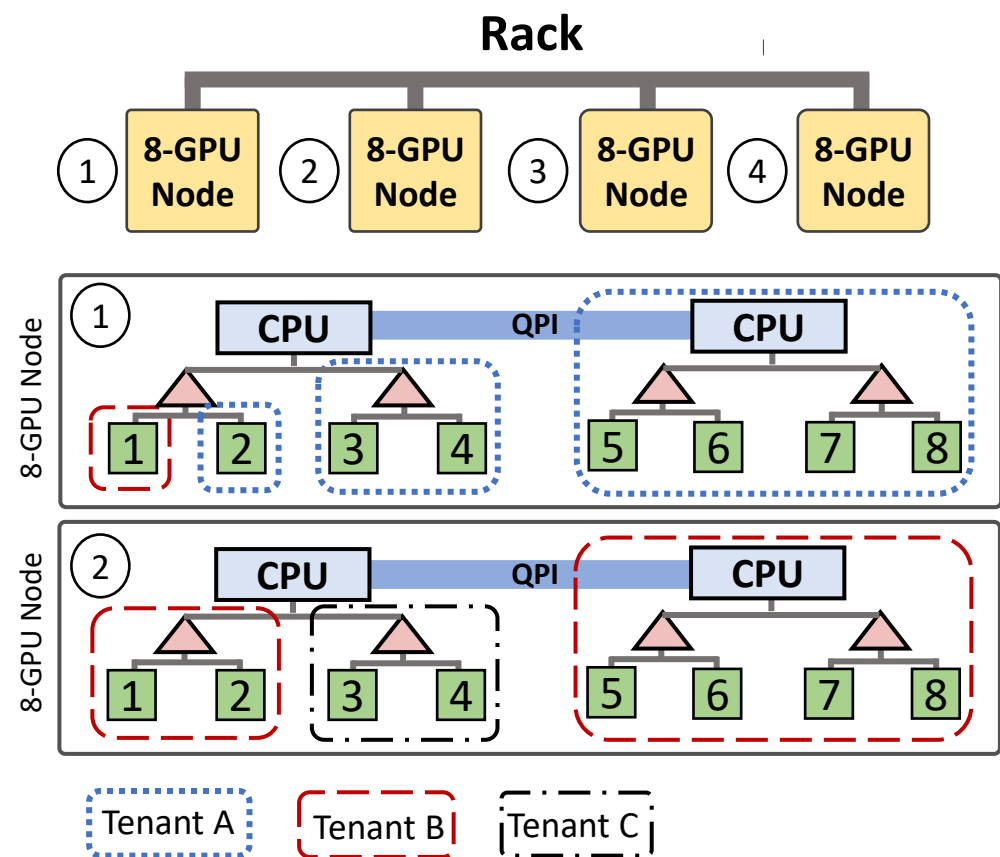 Rack
1
8-GPU
Node
2
8-GPU
Node
3
8-GPU
Node
4
8-GPU
Node
8-GPU Node
1
CPU
QPI
CPU
1
2
3
4
5
6
7
8
8-GPU Node
2
CPU
QPI
CPU
1
2
3
4
5
6
7
8
Tenant A
Tenant B
Tenant C